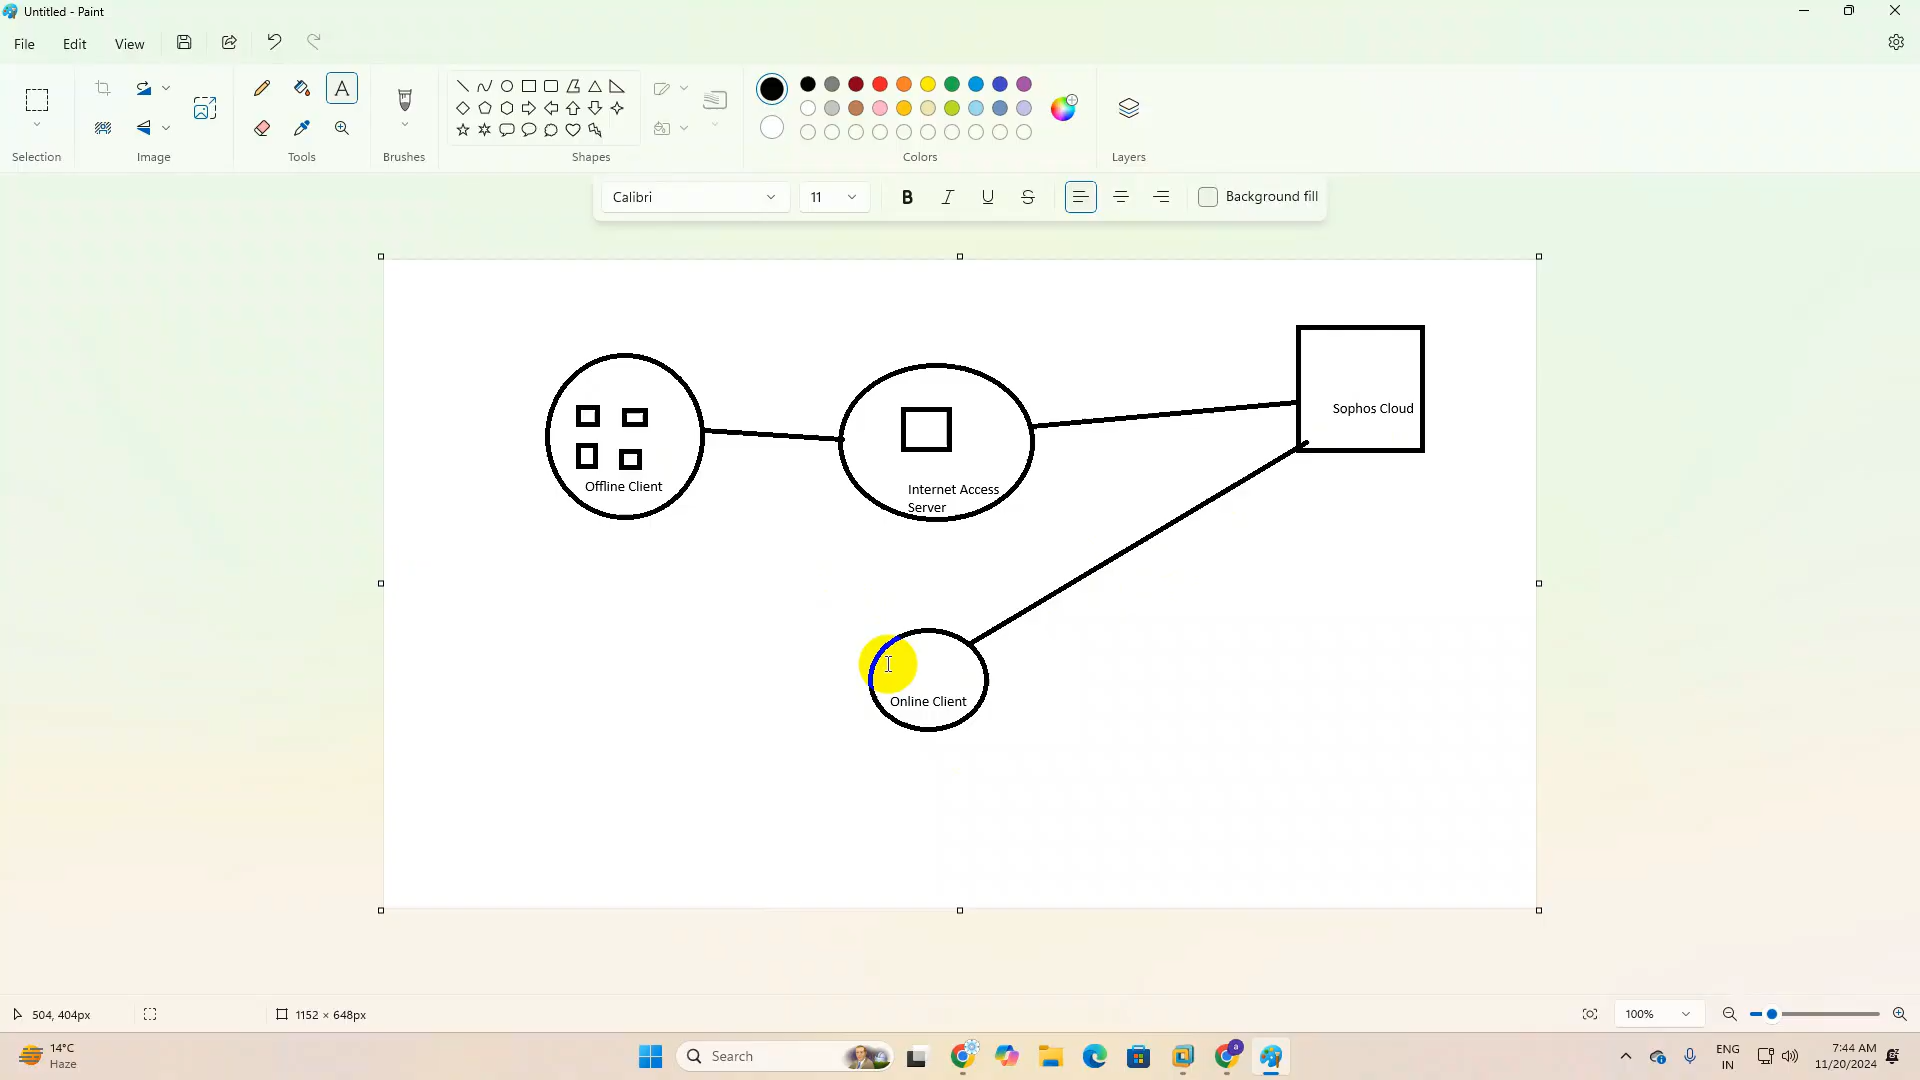 Untitled - Paint
File
Edit
View
Selection
Image
Tools
Brushes
Shapes
Colors
Layers
Calibri
11
Background fill
Sophos Cloud
Offline Client
Internet Access
Server
Online Client
504, 404px
1152 × 648px
100%
14°C
Haze
Search
ENG
IN
7:44 AM
11/20/2024